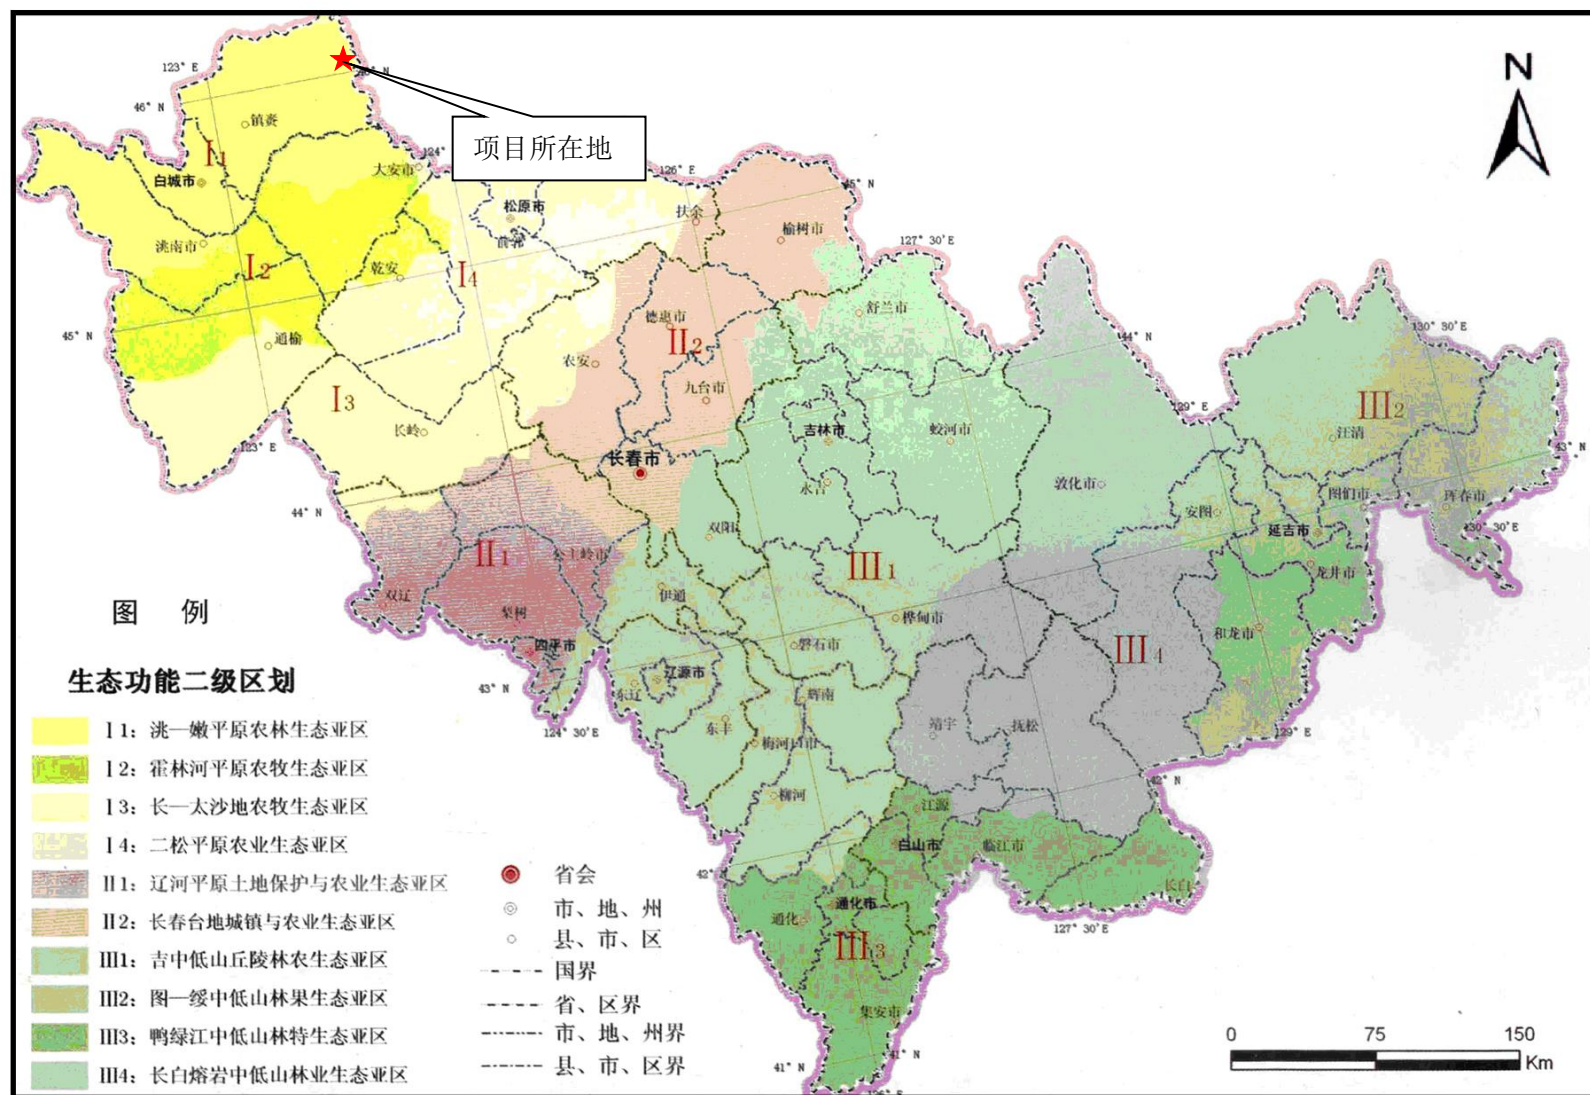 N
123° E
46° N
46° N
项目所在地
镇赉
I1
大安市
124°
白城市
126° E
45° N
松原市
扶余
榆树市
前郭
洮南市
127° 30'E
I2
乾安
I4
舒兰市
德惠市
130° 30'E
45° N
通榆
II2
44° N
农安
九台市
I3
129° E
III2
长岭
吉林市
蛟河市
汪清
123° E
43° N
长春市
永吉
敦化市
图们市
珲春市
44° N
安图
延吉市
130° 30'E
双阳
II1
公主岭市
III1
龙井市
双辽
伊通
梨树
桦甸市
和龙市
图 例
四平市
磐石市
III4
生态功能二级区划
43° N
东辽
辽源市
辉南
靖宇
抚松
I1：洮—嫩平原农林生态亚区
东丰
梅河口市
124° 30'E
129° E
I2：霍林河平原农牧生态亚区
42° N
I3：长—太沙地农牧生态亚区
柳河
江源
I4：二松平原农业生态亚区
白山市
临江市
II1：辽河平原土地保护与农业生态亚区
省会
42° N
长白
II2：长春台地城镇与农业生态亚区
市、地、州
通化
通化市
127° 30'E
III1：吉中低山丘陵林农生态亚区
县、市、区
III3
国界
III2：图—绥中低山林果生态亚区
省、区界
集安市
III3：鸭绿江中低山林特生态亚区
市、地、州界
0 75 150
Km
III4：长白熔岩中低山林业生态亚区
县、市、区界
41° N
41° N
126° E